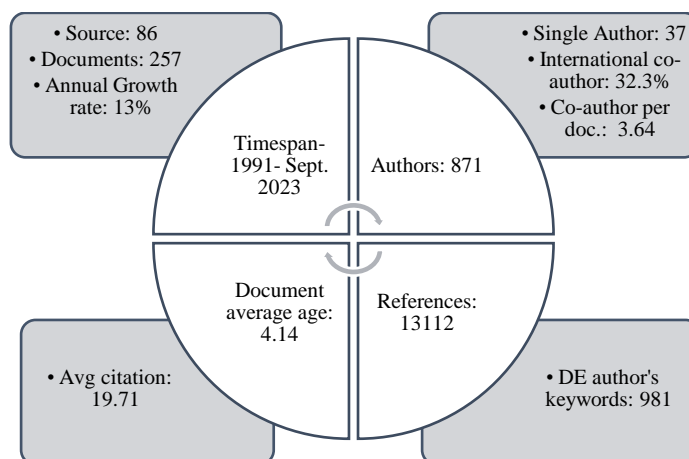 • Source: 86
• Documents: 257
• Annual Growth
rate: 13%
• Single Author: 37
• International co-
author: 32.3%
• Co-author per
doc.: 3.64
Timespan-
1991- Sept.
2023
Authors: 871
Document
average age:
4.14
References:
13112
• Avg citation:
19.71
• DE author's
keywords: 981